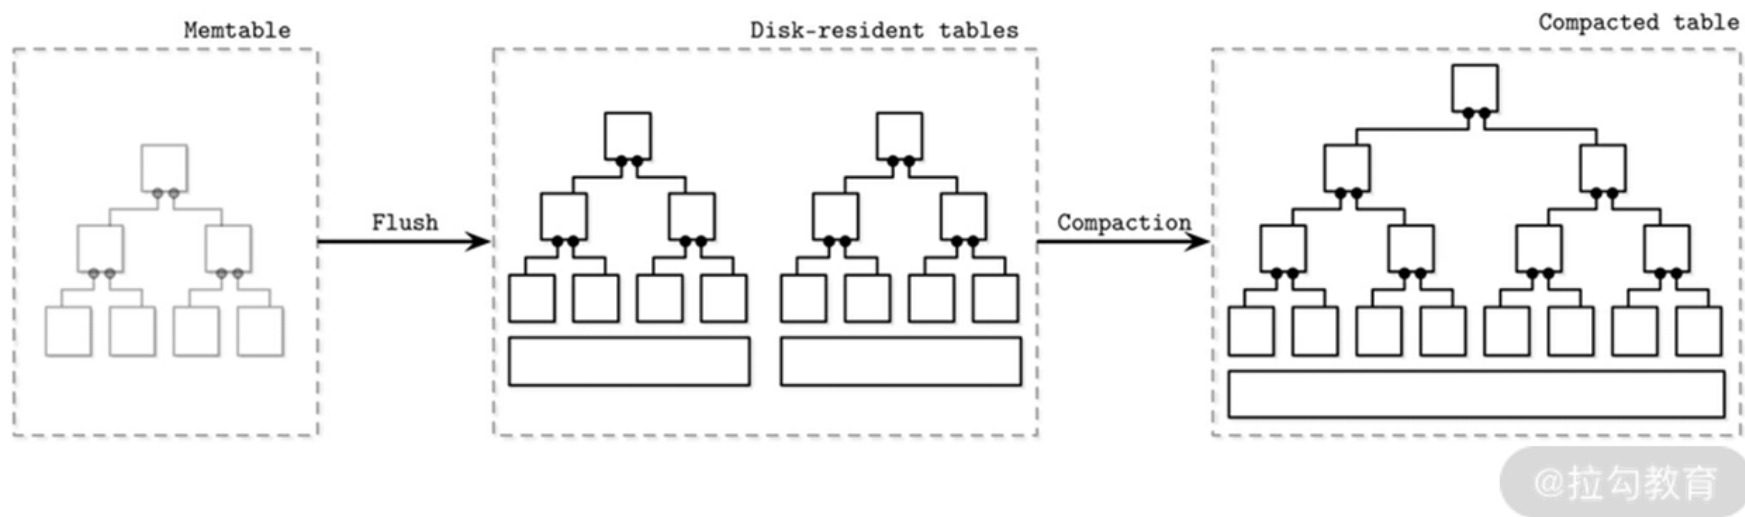 Memtable
Disk-resident tables
Compacted table
Flush
Compaction
@拉勾教育